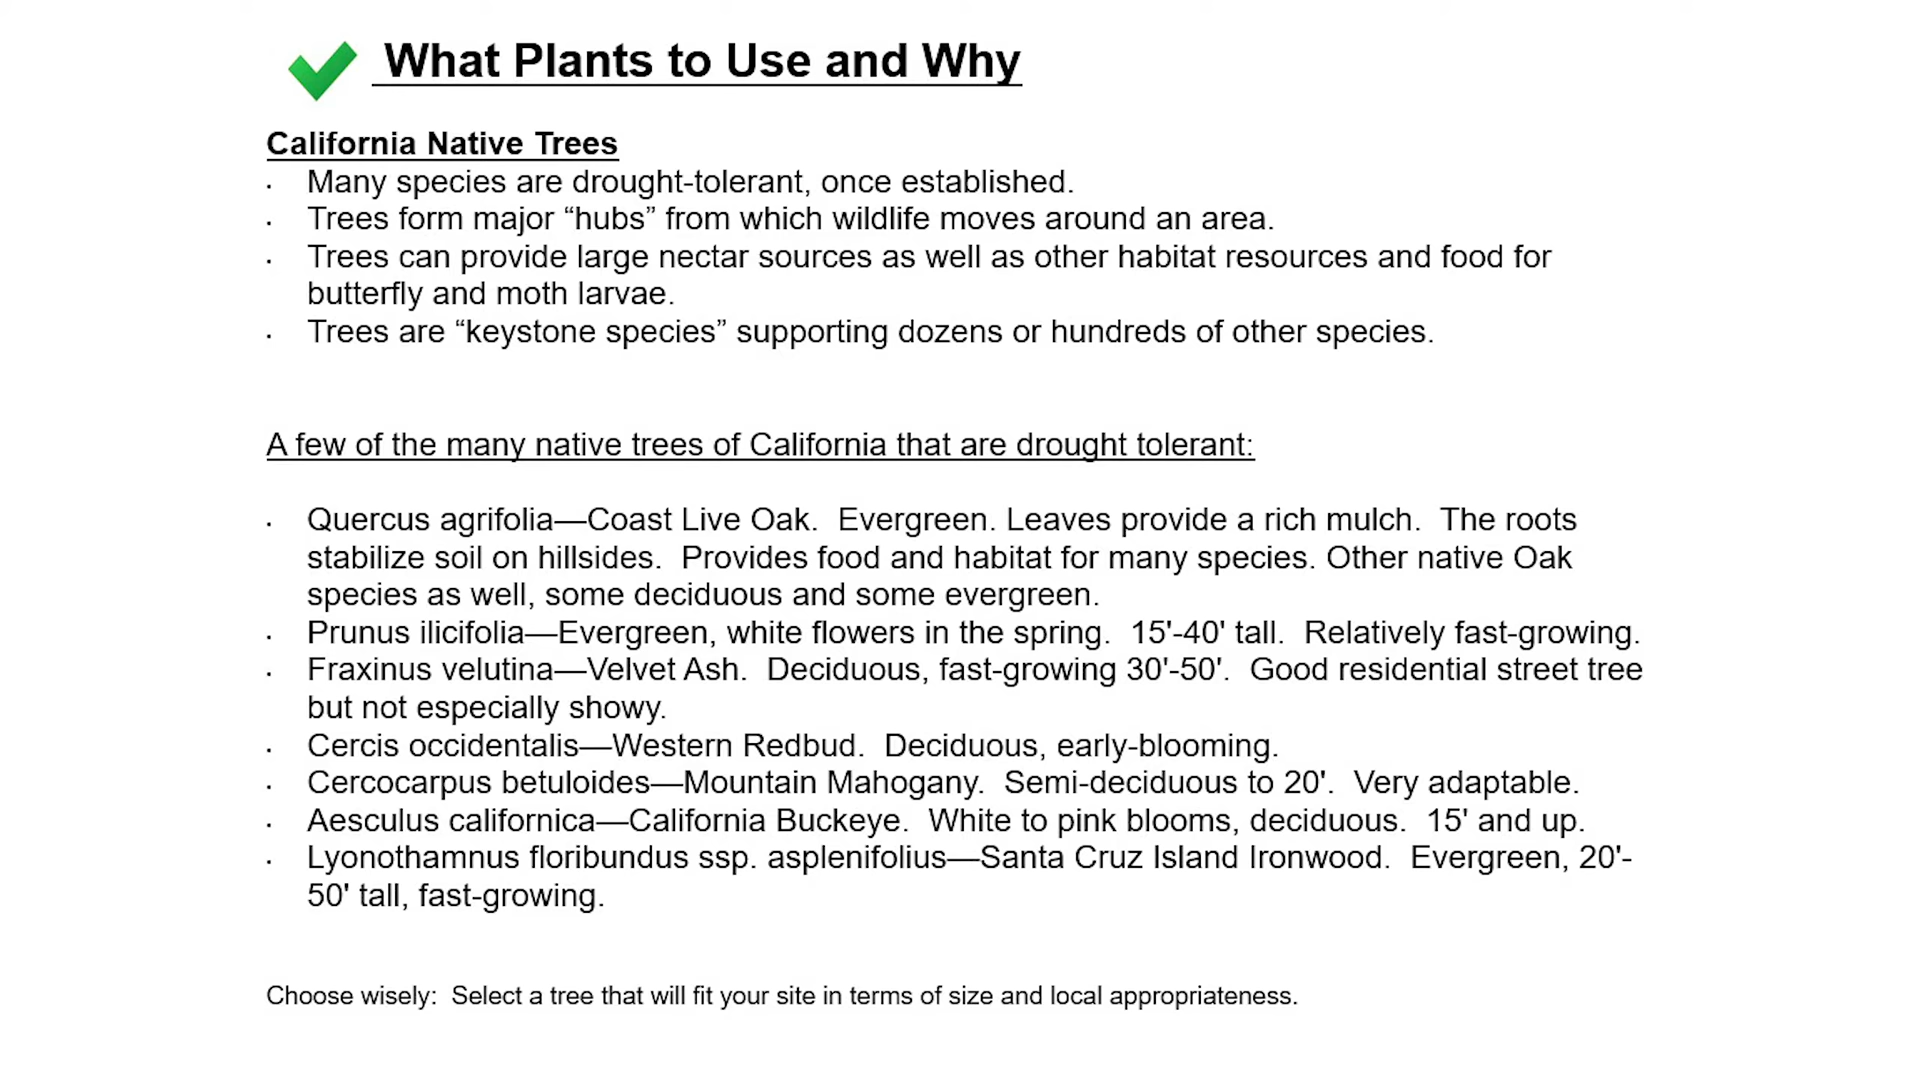 What Plants to Use and Why
California Native Trees
· Many species are drought-tolerant, once established.
· Trees form major “hubs” from which wildlife moves around an area.
· Trees can provide large nectar sources as well as other habitat resources and food for
butterfly and moth larvae.
· Trees are “keystone species” supporting dozens or hundreds of other species.
A few of the many native trees of California that are drought tolerant:
· Quercus agrifolia—Coast Live Oak.  Evergreen. Leaves provide a rich mulch.  The roots
stabilize soil on hillsides.  Provides food and habitat for many species. Other native Oak
species as well, some deciduous and some evergreen.
· Prunus ilicifolia—Evergreen, white flowers in the spring.  15'-40' tall.  Relatively fast-growing.
· Fraxinus velutina—Velvet Ash.  Deciduous, fast-growing 30'-50'.  Good residential street tree
but not especially showy.
· Cercis occidentalis—Western Redbud.  Deciduous, early-blooming.
· Cercocarpus betuloides—Mountain Mahogany.  Semi-deciduous to 20'.  Very adaptable.
· Aesculus californica—California Buckeye.  White to pink blooms, deciduous.  15' and up.
· Lyonothamnus floribundus ssp. asplenifolius—Santa Cruz Island Ironwood.  Evergreen, 20'-
50' tall, fast-growing.
Choose wisely:  Select a tree that will fit your site in terms of size and local appropriateness.